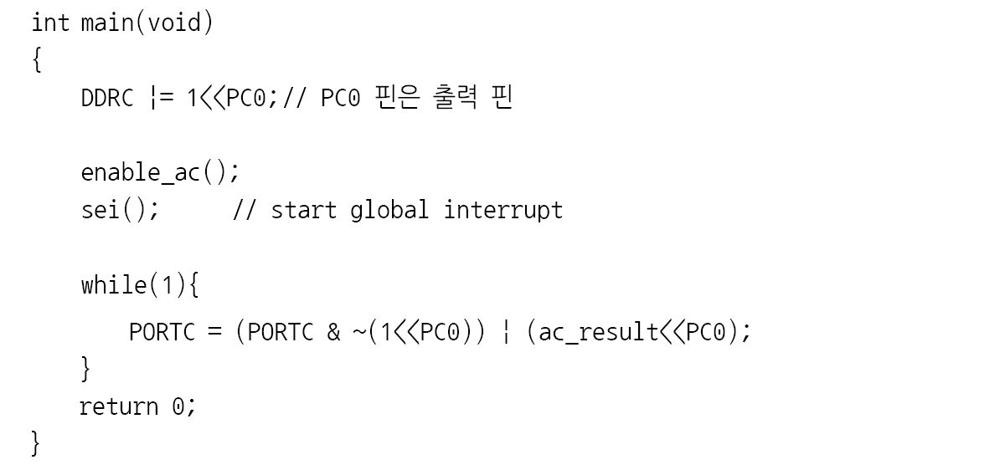 int main(void)
{
DDRC |= 1<<PC0;// PC0 핀은 출력 핀
enable_ac();
sei(); // start global interrupt
while(1){
PORTC = (PORTC & ~(1<<PC0)) | (ac_result<<PC0);
}
return 0;
}